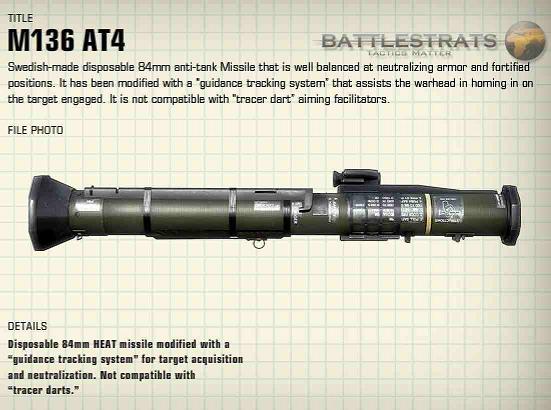 TITLE
M136 AT4
BATTLESTRATS
TACTICS MATTER
Swedish-made disposable 84mm anti-tank Missile that is well balanced at neutralizing armor and fortified
positions. It has been modified with a "guidance tracking system" that assists the warhead in homing in on
the target engaged. It is not compatible with "tracer dart" aiming facilitators.
FILE PHOTO
DETAILS
Disposable 84mm HEAT missile modified with a
“guidance tracking system” for target acquisition
and neutralization. Not compatible with
“tracer darts.”